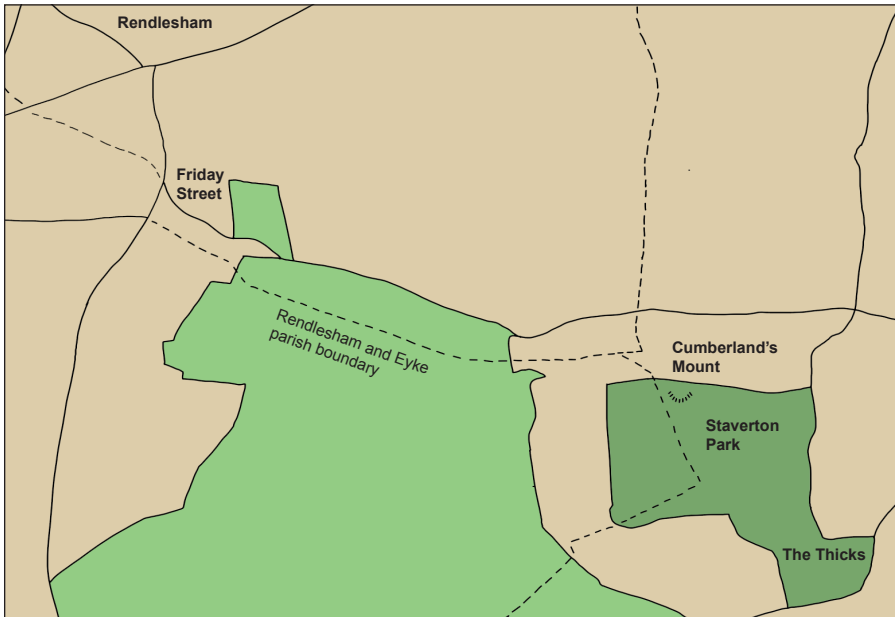 Rendlesham
Friday
Street
Rendlesham and Eyke
parish boundary
Cumberland's
Mount
Staverton
Park
The Thicks